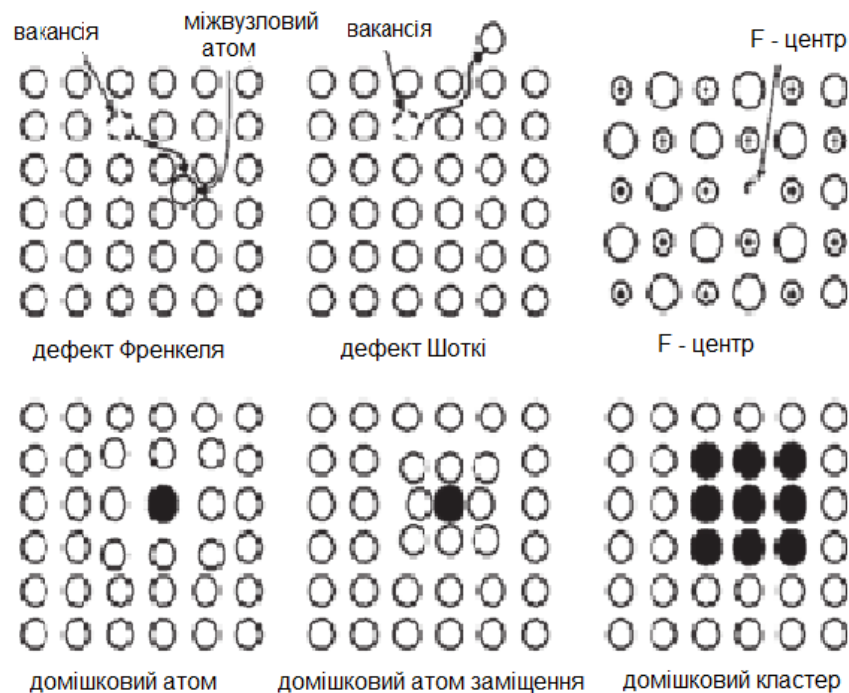 вакансія
міжвузловий
атом
вакансія
F - центр
дефект Френкеля
дефект Шоткі
F - центр
домішковий атом
домішковий атом заміщення
домішковий кластер